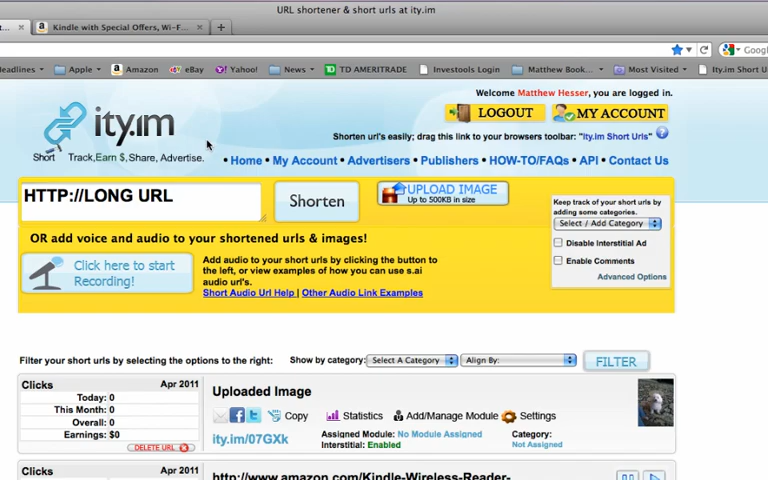 URL shortener & short urls at ity.im
t...
Kindle with Special Offers, Wi-F...
Headlines
Apple
Amazon
eBay
Yahoo!
News
TD AMERITRADE
Investools Login
Matthew Book...
Most Visited
Ity.im Short U
Goog
Welcome Matthew Hesser, you are logged in.
LOGOUT
MY ACCOUNT
ity.im
Short Track,Earn $,Share, Advertise.
Shorten url's easily; drag this link to your browsers toolbar: "Ity.im Short Urls"
• Home • My Account • Advertisers • Publishers • HOW-TO/FAQs • API • Contact Us
HTTP://LONG URL
Shorten
UPLOAD IMAGE
Up to 500KB in size
Keep track of your short urls by
adding some categories.
Select / Add Category
Disable Interstitial Ad
Enable Comments
Advanced Options
OR add voice and audio to your shortened urls & images!
Click here to start
Recording!
Add audio to your short urls by clicking the button to
the left, or view examples of how you can use s.ai
audio url's.
Short Audio Url Help | Other Audio Link Examples
Filter your short urls by selecting the options to the right:
Show by category:
Select A Category
Align By:
FILTER
Clicks Apr 2011
Today: 0
This Month: 0
Overall: 0
Earnings: $0
DELETE URL
Uploaded Image
Copy
Statistics
Add/Manage Module
Settings
ity.im/07GXk
Assigned Module: No Module Assigned
Interstitial: Enabled
Category:
Not Assigned
Clicks Apr 2011
http://www.amazon.com/Kindle-Wireless-Reader-